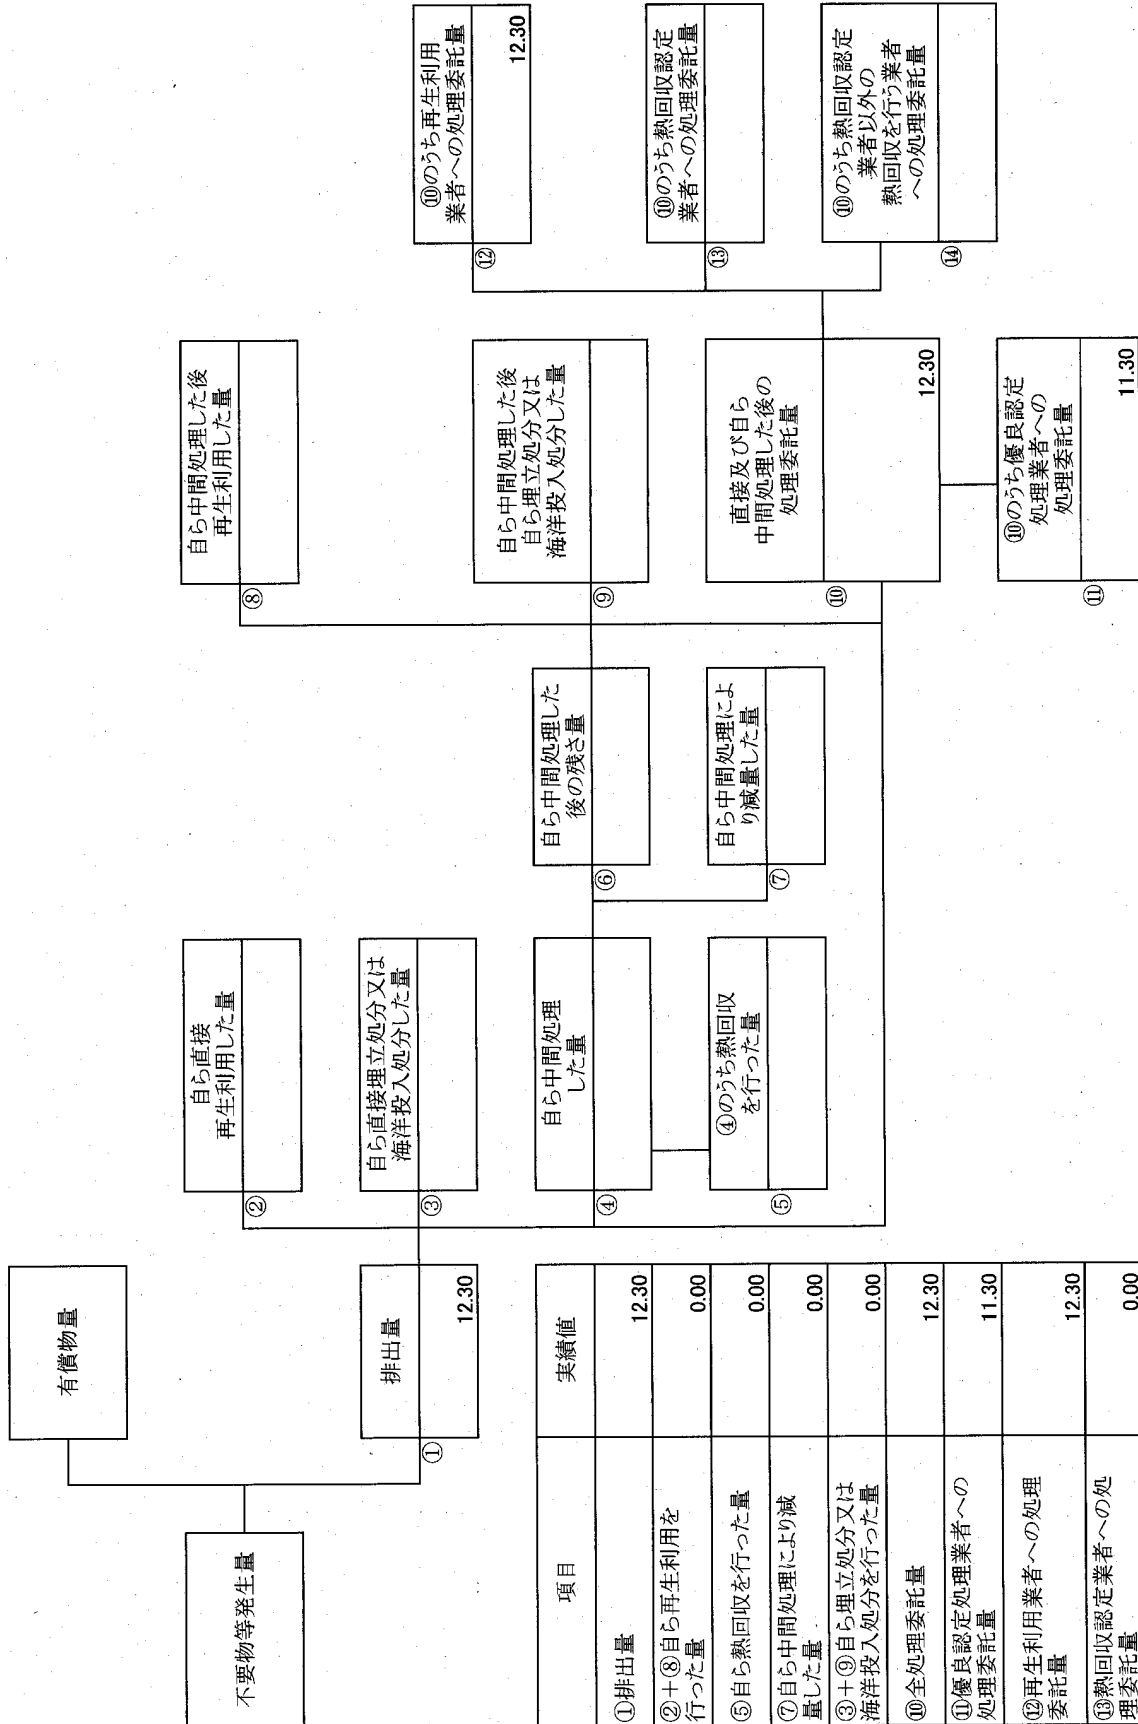 不要物等発生量
有償物量
排出量
①
12.30
自ら直接
再生利用した量
②
自ら直接埋立処分又は
海洋投入処分した量
③
自ら中間処理
した量
④
④のうち熱回収
を行った量
⑤
自ら中間処理した
後の残さ量
⑥
自ら中間処理によ
り減量した量
⑦
自ら中間処理した後
再生利用した量
⑧
自ら中間処理した後
自ら埋立処分又は
海洋投入処分した量
⑨
直接及び自ら
中間処理した後の
処理委託量
⑩
12.30
⑩のうち優良認定
処理業者への
処理委託量
⑪
11.30
⑩のうち再生利用
業者への処理委託量
⑫
12.30
⑩のうち熱回収認定
業者への処理委託量
⑬
⑩のうち熱回収認定
業者以外の
熱回収を行う業者
への処理委託量
⑭
項目 実績値
①排出量 12.30
②+⑧自ら再生利用を
行った量 0.00
⑤自ら熱回収を行った量 0.00
⑦自ら中間処理により減
量した量 0.00
③+⑨自ら埋立処分又は
海洋投入処分を行った量 0.00
⑩全処理委託量 12.30
⑪優良認定処理業者への
処理委託量 11.30
⑫再生利用業者への処理
委託量 12.30
⑬熱回収認定業者への処
理委託量 0.00